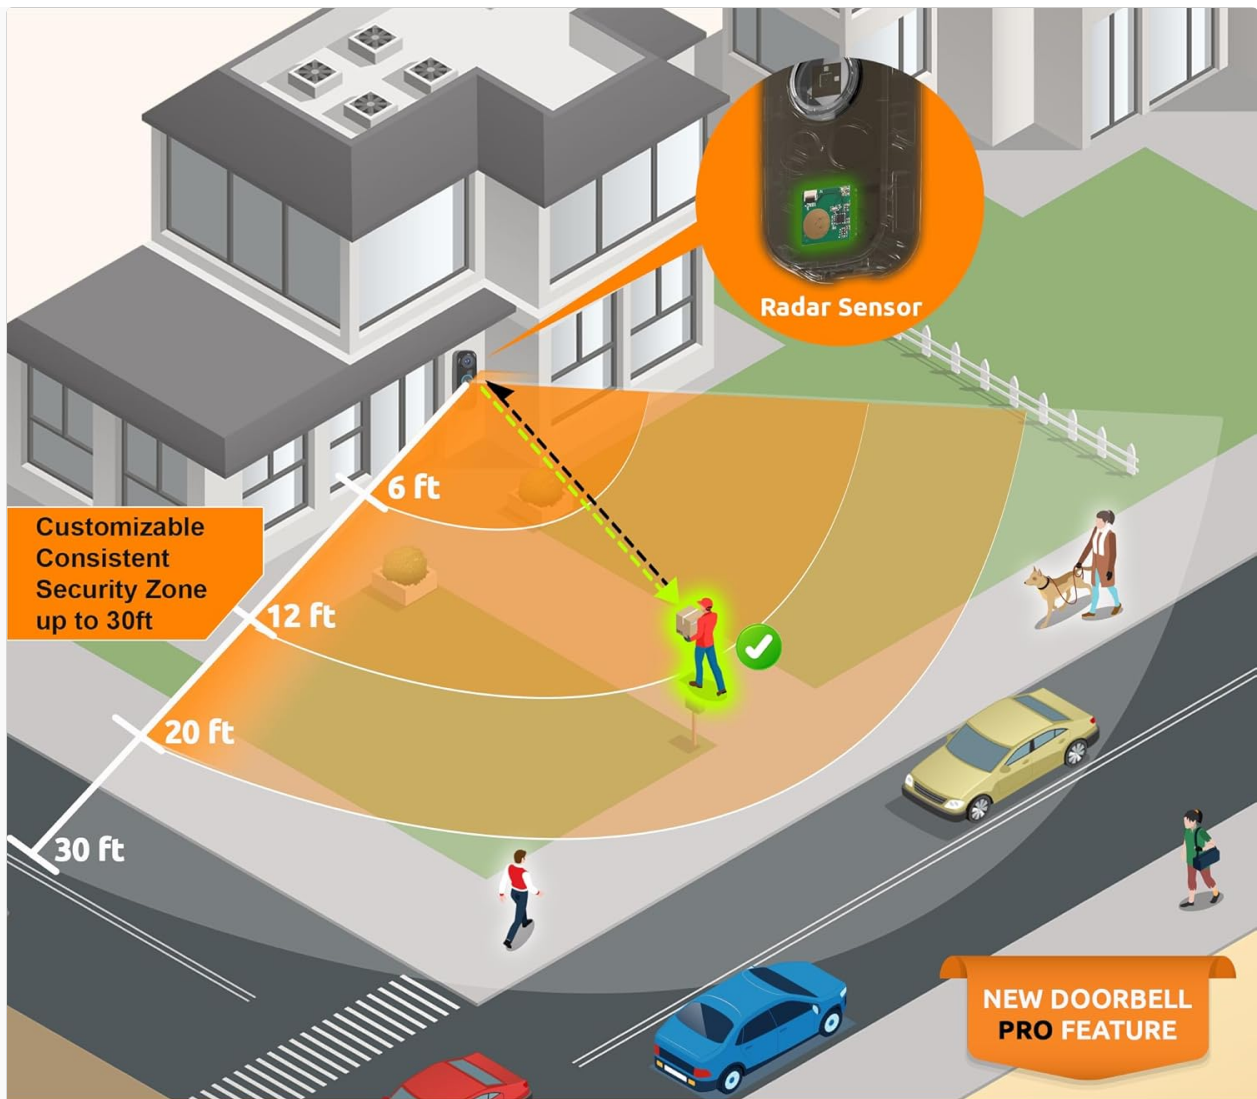 Radar Sensor
6 ft
Customizable
Consistent
Security Zone
up to 30ft
12 ft
20 ft
30 ft
NEW DOORBELL
PRO FEATURE